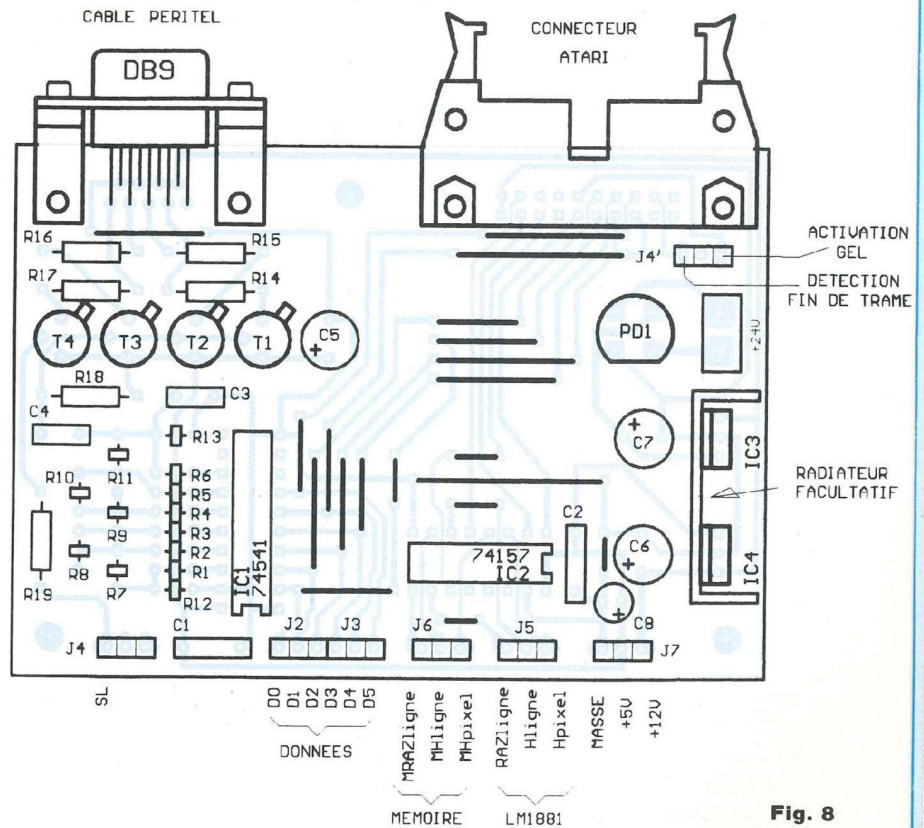 CABLE PERITEL
CONNECTEUR
ATARI
DB9
R16
R15
J4'
ACTIVATION
GEL
R17
R14
DETECTION
FIN DE TRAME
T4
T3
T2
T1
C5
+
PD1
+24V
R18
C3
C4
R13
+
C7
IC3
R11
R6
R10
R5
RADIATEUR
FACULTATIF
R4
C2
R9
R3
R2
74157
IC2
C6
R8
R1
IC1
74541
+
IC4
R19
R7
R12
C1
J2
J3
J6
J5
+
C8
J4
J7
SL
D0
D1
D2
D3
D4
D5
MRAZligne
MHligne
MHpixel
RAZligne
Hligne
Hpixel
MASSE
+5V
+12V
DONNEES
MEMOIRE
LM1881
Fig. 8